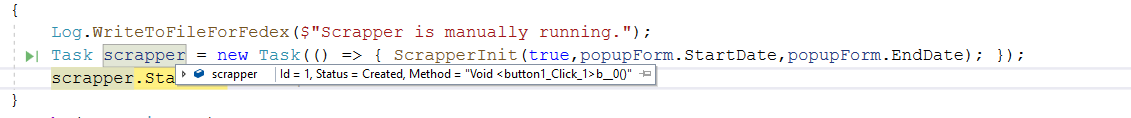 {
Log.WriteToFileForFedex($"Scrapper is manually running.");
Task scrapper = new Task(() => { ScrapperInit(true,popupForm.StartDate,popupForm.EndDate); });
scrapper.Sta
scrapper Id = 1, Status = Created, Method = "Void <button1_Click_1>b__0()"
}